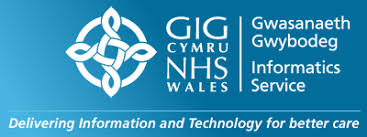 GIG
CYMRU
NHS
WALES
Gwasanaeth
Gwybodeg
Informatics
Service
Delivering Information and Technology for better care